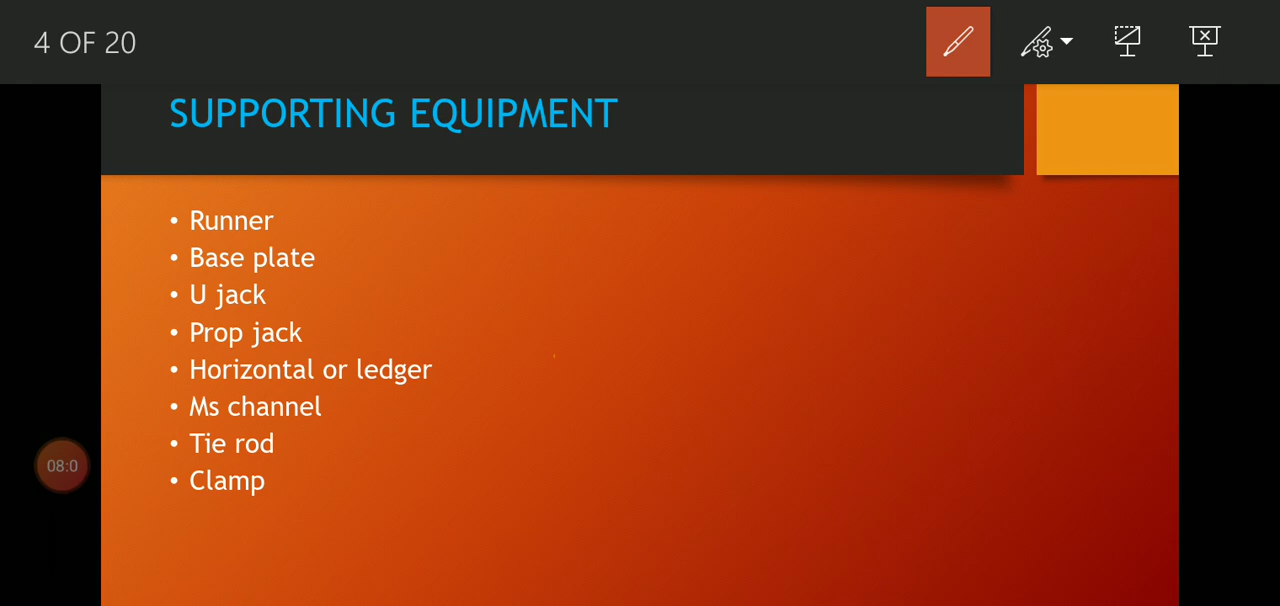 4 OF 20
SUPPORTING EQUIPMENT
• Runner
• Base plate
• U jack
• Prop jack
• Horizontal or ledger
• Ms channel
• Tie rod
• Clamp
08:0